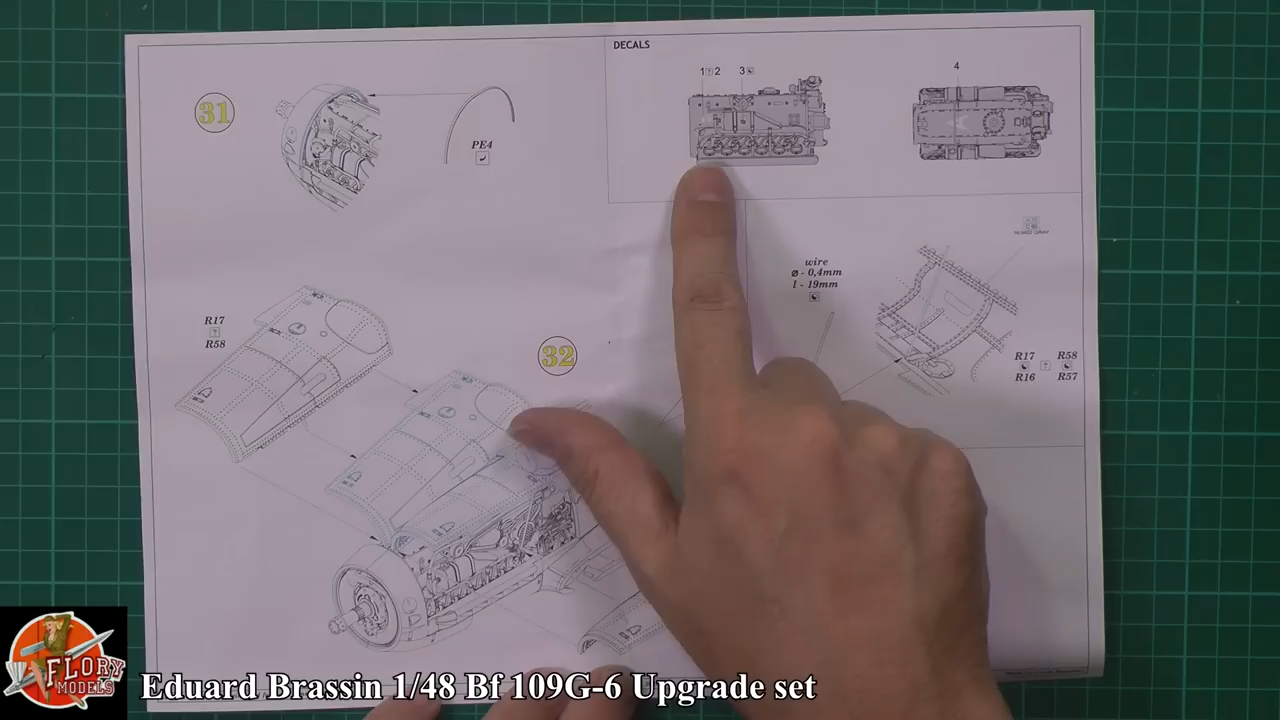 DECALS
1 ? 2
3
4
31
PE4
wire
ø - 0,4mm
l - 19mm
R17
?
R58
32
R17 ? R58
R16 R57
FLORY
MODELS
Eduard Brassin 1/48 Bf 109G-6 Upgrade set